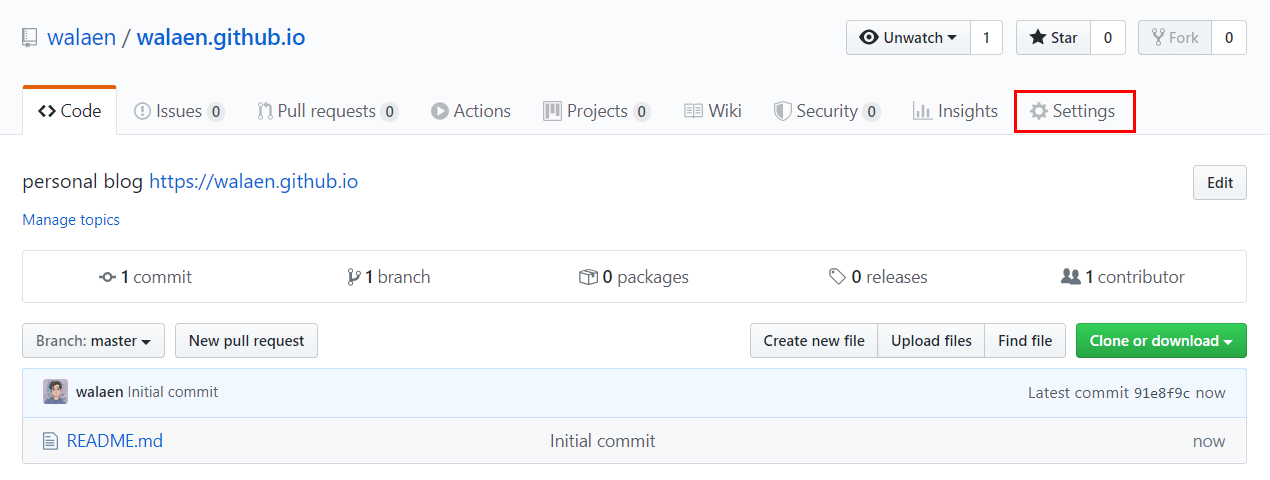 walaen / walaen.github.io Unwatch 1 Star 0 Fork 0
Code Issues 0 Pull requests 0 Actions Projects 0 Wiki Security 0 Insights Settings
personal blog https://walaen.github.io Edit
Manage topics
1 commit 1 branch 0 packages 0 releases 1 contributor
Branch: master New pull request Create new file Upload files Find file Clone or download
walaen Initial commit Latest commit 91e8f9c now
README.md Initial commit now